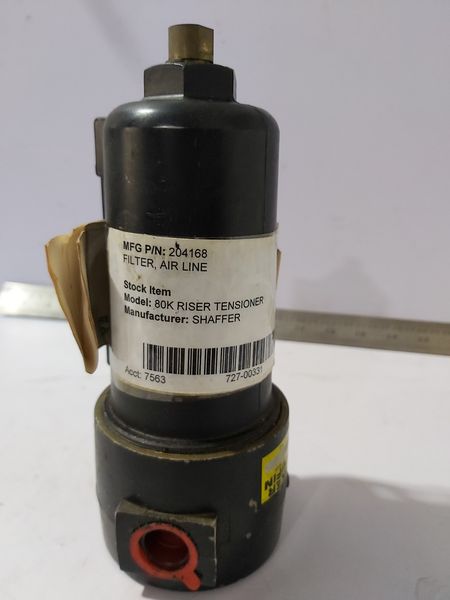 MFG P/N: 204168
FILTER, AIR LINE
Stock Item
Model: 80K RISER TENSIONER
Manufacturer: SHAFFER
Acct: 7563 727-00331